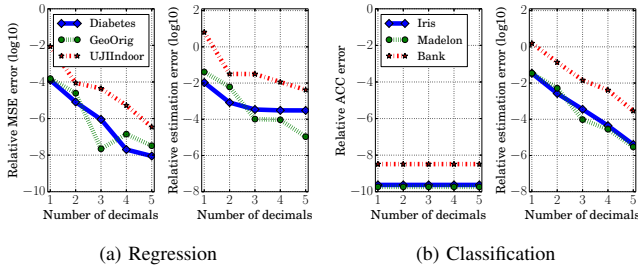 Relative MSE error (log10)
0
−2
−4
−6
−8
−10
Diabetes
GeoOrig
UJIIndoor
1 2 3 4 5
Number of decimals
Relative estimation error (log10)
2
0
−2
−4
−6
−8
1 2 3 4 5
Number of decimals
Relative ACC error
0
−2
−4
−6
−8
−10
Iris
Madelon
Bank
1 2 3 4 5
Number of decimals
Relative estimation error (log10)
2
0
−2
−4
−6
−8
1 2 3 4 5
Number of decimals
(a) Regression
(b) Classification